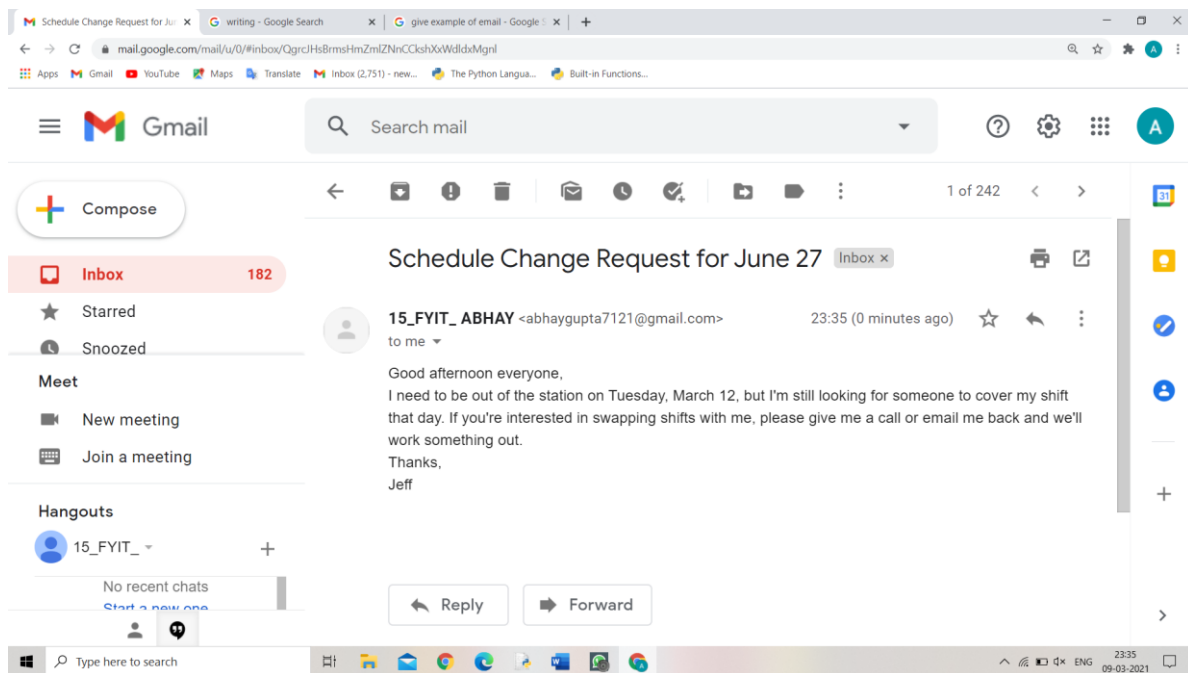 Schedule Change Request for Jur
writing - Google Search
give example of email - Google S
mail.google.com/mail/u/0/#inbox/QgrcJHsBrmsHmZmlZNnCCkshXxWdldxMgnl
A
Apps Gmail YouTube Maps Translate Inbox (2,751) - new... The Python Langua... Built-in Functions...
Gmail
Search mail
A
Compose
1 of 242
31
Inbox 182
Starred
Snoozed
Schedule Change Request for June 27 Inbox ×
15_FYIT_ ABHAY <abhaygupta7121@gmail.com> 23:35 (0 minutes ago)
to me
Good afternoon everyone,
I need to be out of the station on Tuesday, March 12, but I'm still looking for someone to cover my shift
that day. If you're interested in swapping shifts with me, please give me a call or email me back and we'll
work something out.
Thanks,
Jeff
Meet
New meeting
Join a meeting
Hangouts
15_FYIT_
No recent chats
Start a new one
Reply
Forward
Type here to search
ENG
23:35
09-03-2021